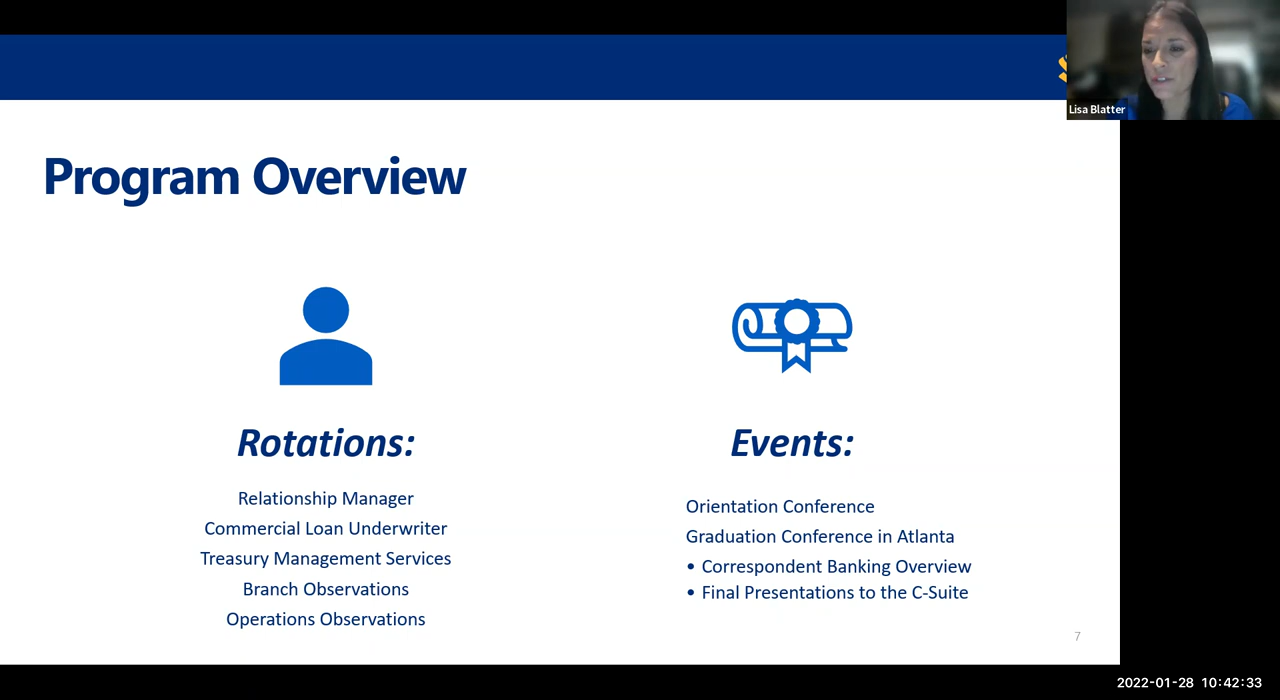 Lisa Blatter
Program Overview
Rotations:
Relationship Manager
Commercial Loan Underwriter
Treasury Management Services
Branch Observations
Operations Observations
Events:
Orientation Conference
Graduation Conference in Atlanta
• Correspondent Banking Overview
• Final Presentations to the C-Suite
7
2022-01-28 10:42:33